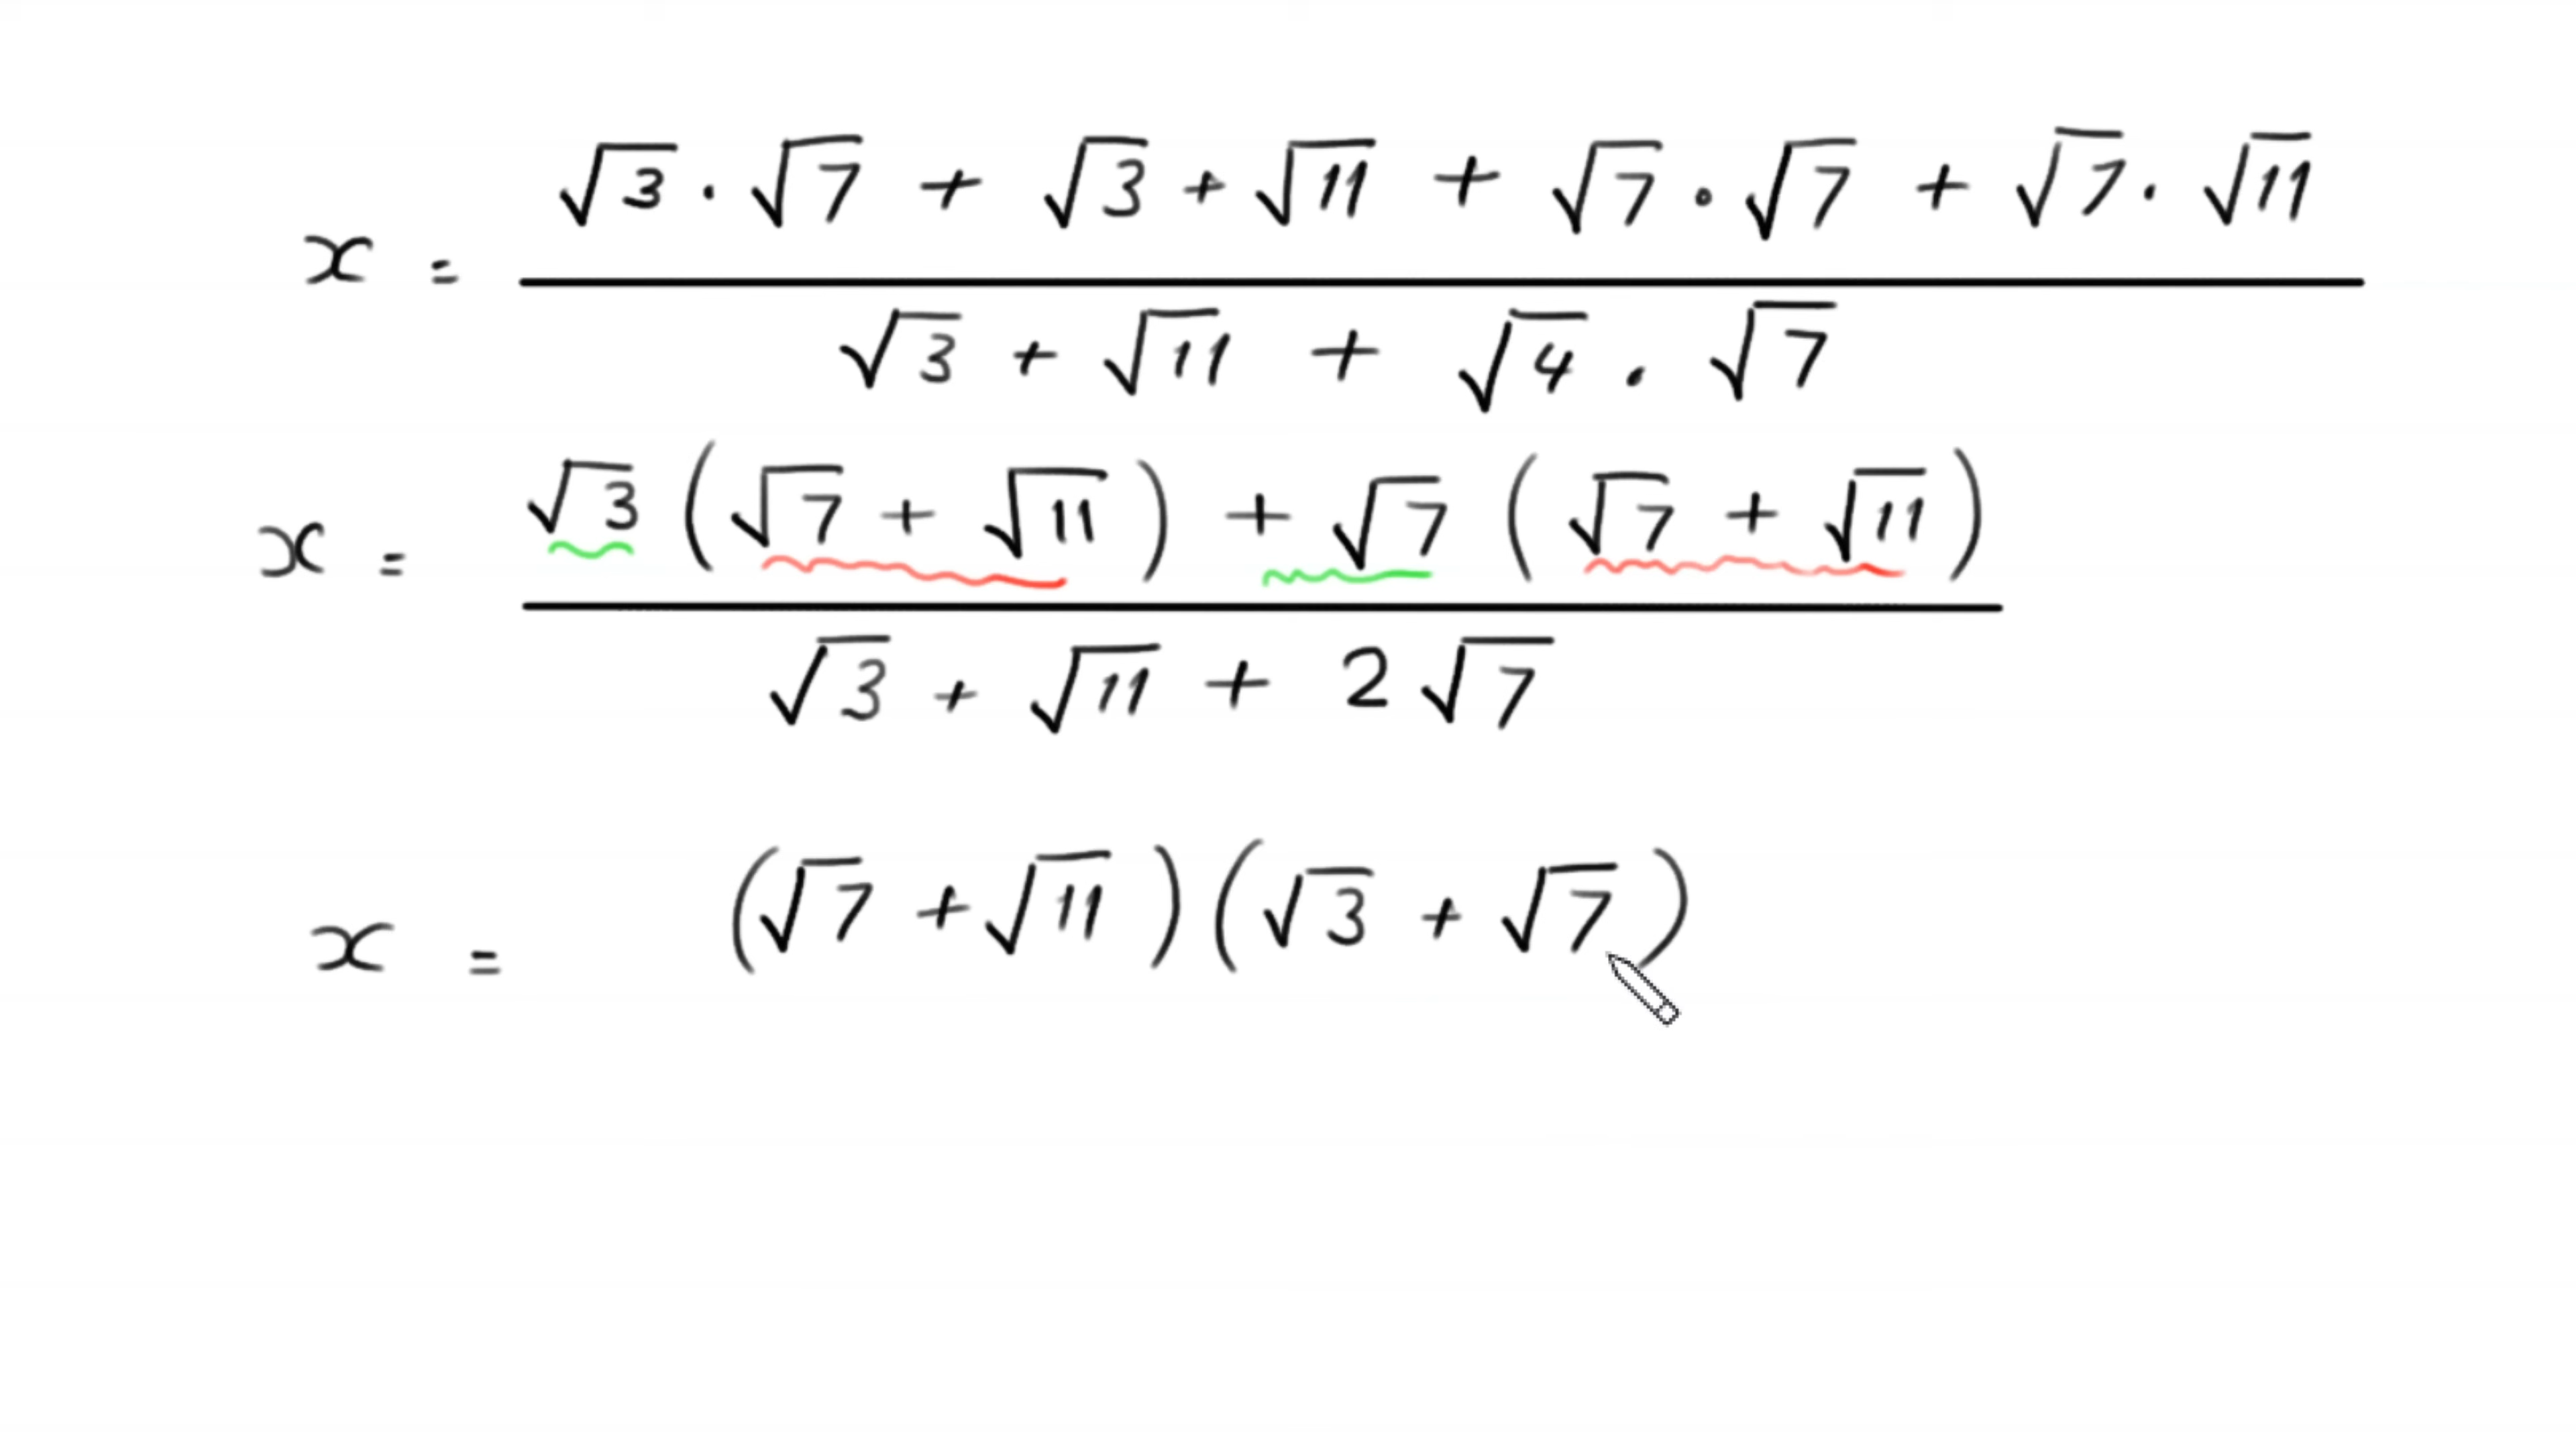 x = (√3 · √7 + √3 + √11 + √7 · √7 + √7 · √11) / (√3 + √11 + √4 · √7)
x = (√3 (√7 + √11) + √7 (√7 + √11)) / (√3 + √11 + 2√7)
x = (√7 + √11)(√3 + √7)